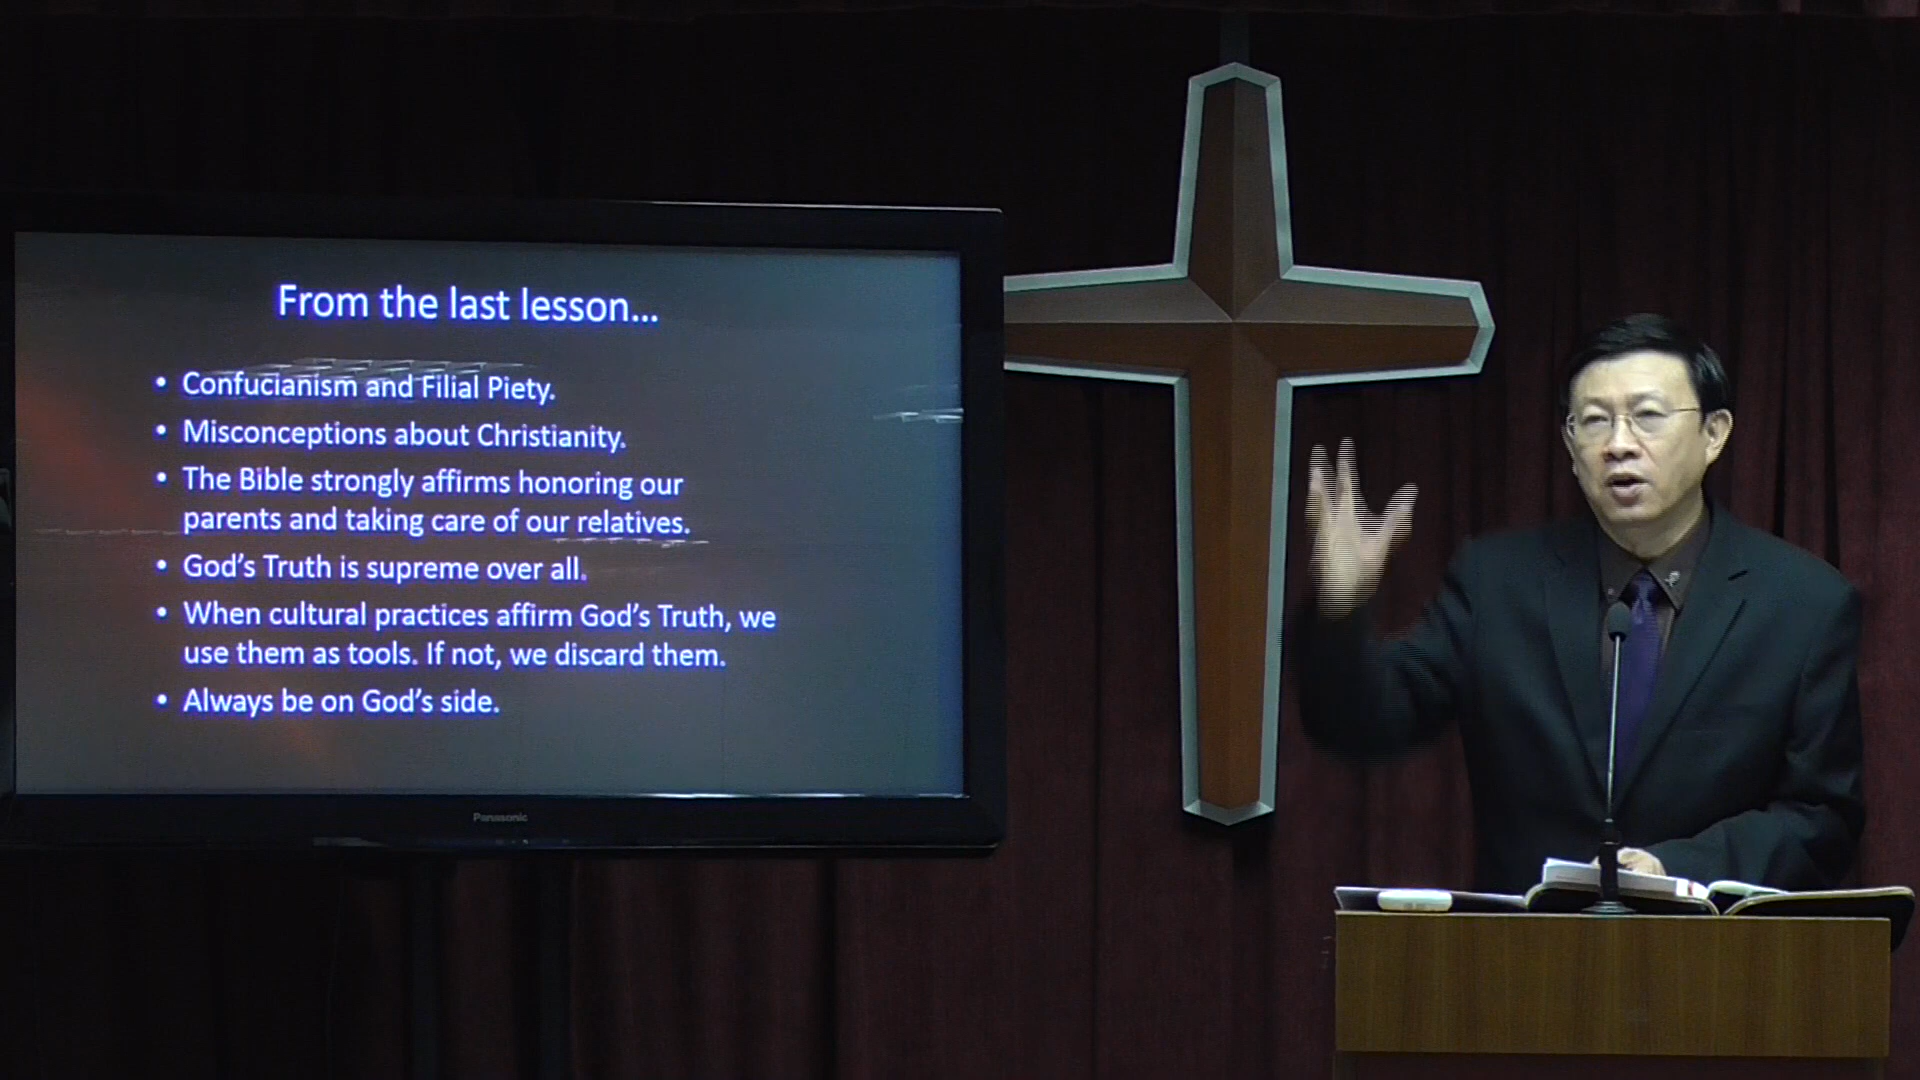 From the last lesson...
• Confucianism and Filial Piety.
• Misconceptions about Christianity.
• The Bible strongly affirms honoring our
parents and taking care of our relatives.
• God's Truth is supreme over all.
• When cultural practices affirm God's Truth, we
use them as tools. If not, we discard them.
• Always be on God's side.
Panasonic